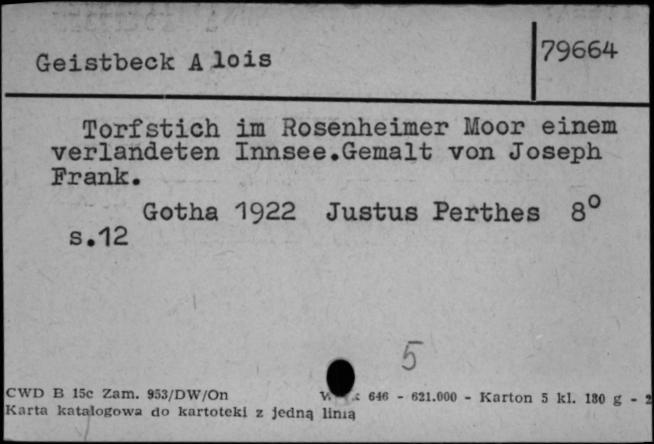 Geistbeck Alois
79664
Torfstich im Rosenheimer Moor einem
verlandeten Innsee.Gemalt von Joseph
Frank.
Gotha 1922 Justus Perthes 8°
s.12
5
CWD B 15c Zam. 953/DW/On
646 - 621.000 - Karton 5 kl. 180 g - 2
Karta katalogowa do kartoteki z jedną linią